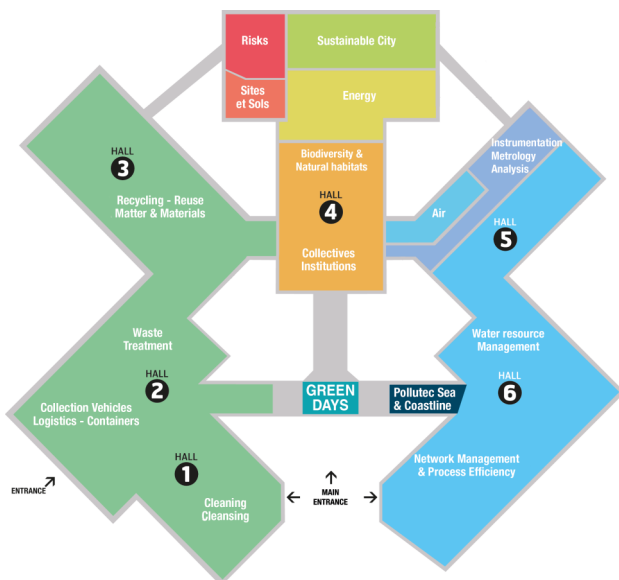 Risks
Sustainable City
Sites
et Sols
Energy
HALL
3
Recycling - Reuse
Matter & Materials
Biodiversity &
Natural habitats
HALL
4
Collectives
Institutions
Instrumentation
Metrology
Analysis
Air
HALL
5
Waste
Treatment
HALL
2
Collection Vehicles
Logistics - Containers
GREEN
DAYS
Pollutec Sea
& Coastline
Water resource
Management
HALL
6
HALL
1
Cleaning
Cleansing
Network Management
& Process Efficiency
ENTRANCE
MAIN
ENTRANCE